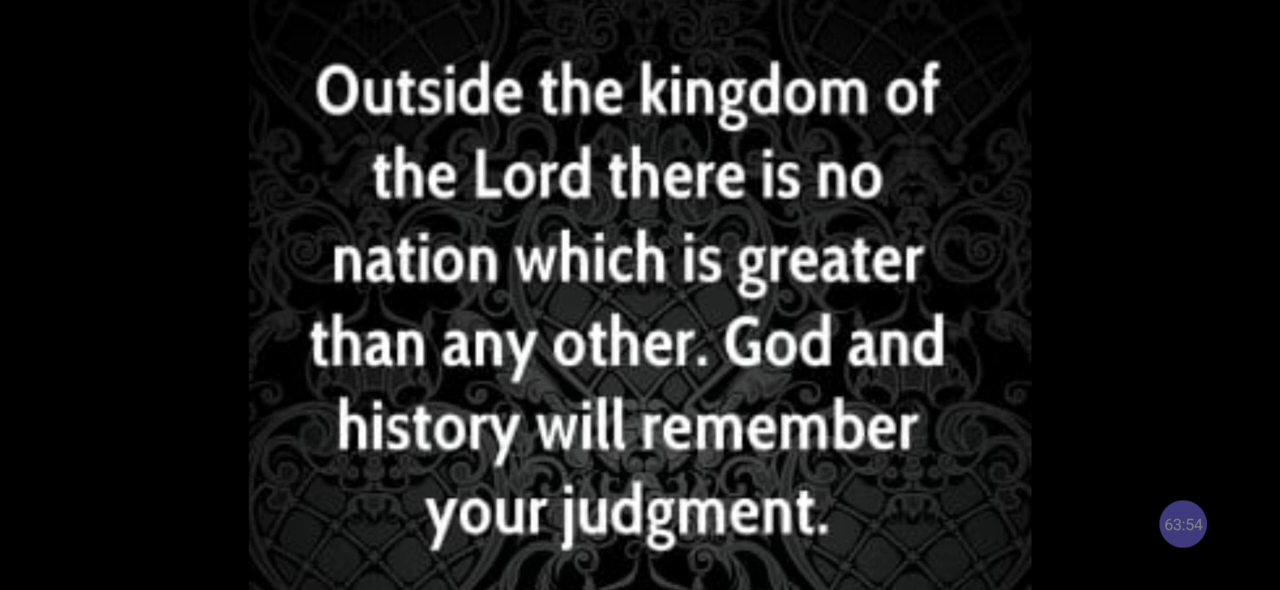 Outside the kingdom of
the Lord there is no
nation which is greater
than any other. God and
history will remember
your judgment.
63:54